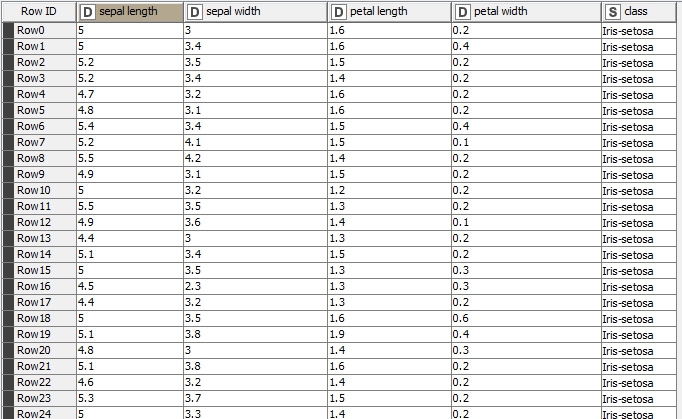 Row ID D sepal length D sepal width D petal length D petal width S class
Row0 5 3 1.6 0.2 Iris-setosa
Row1 5 3.4 1.6 0.4 Iris-setosa
Row2 5.2 3.5 1.5 0.2 Iris-setosa
Row3 5.2 3.4 1.4 0.2 Iris-setosa
Row4 4.7 3.2 1.6 0.2 Iris-setosa
Row5 4.8 3.1 1.6 0.2 Iris-setosa
Row6 5.4 3.4 1.5 0.4 Iris-setosa
Row7 5.2 4.1 1.5 0.1 Iris-setosa
Row8 5.5 4.2 1.4 0.2 Iris-setosa
Row9 4.9 3.1 1.5 0.2 Iris-setosa
Row10 5 3.2 1.2 0.2 Iris-setosa
Row11 5.5 3.5 1.3 0.2 Iris-setosa
Row12 4.9 3.6 1.4 0.1 Iris-setosa
Row13 4.4 3 1.3 0.2 Iris-setosa
Row14 5.1 3.4 1.5 0.2 Iris-setosa
Row15 5 3.5 1.3 0.3 Iris-setosa
Row16 4.5 2.3 1.3 0.3 Iris-setosa
Row17 4.4 3.2 1.3 0.2 Iris-setosa
Row18 5 3.5 1.6 0.6 Iris-setosa
Row19 5.1 3.8 1.9 0.4 Iris-setosa
Row20 4.8 3 1.4 0.3 Iris-setosa
Row21 5.1 3.8 1.6 0.2 Iris-setosa
Row22 4.6 3.2 1.4 0.2 Iris-setosa
Row23 5.3 3.7 1.5 0.2 Iris-setosa
Row24 5 3.3 1.4 0.2 Iris-setosa